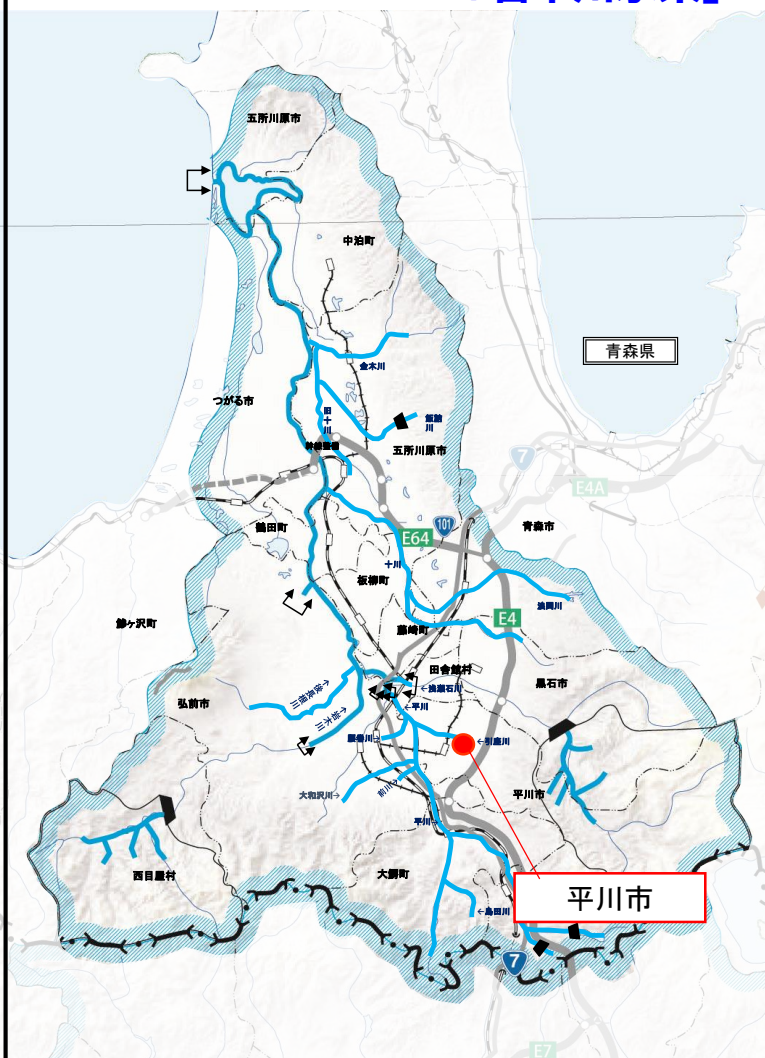 五所川原市
中泊町
青森県
金木川
つがる市
旧十川
飯詰川
五所川原市
7
E4A
101
鶴田町
E64
青森市
十川
板柳町
浪岡川
鰺ヶ沢町
藤崎町
E4
田舎館村
黒石市
←浅瀬石川
弘前市
←平川
←引座川
大和沢川→
前川→
平川市
平川→
西目屋村
大鰐町
平川市
←島田川
7
E7